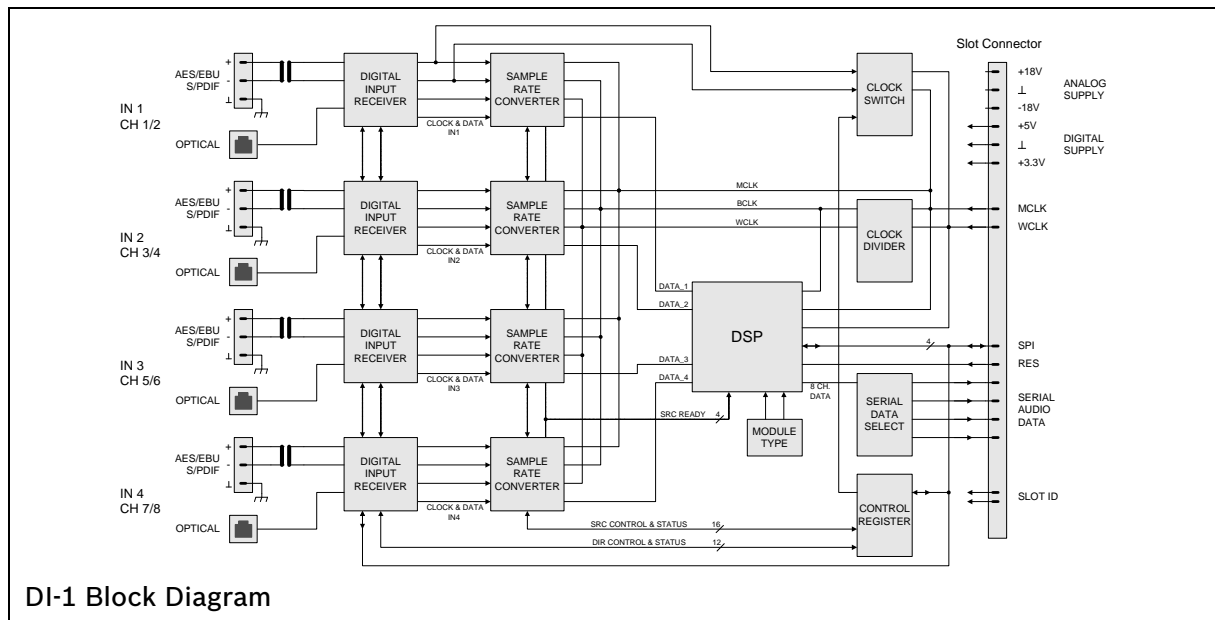 Slot Connector
+
-
⊥
AES/EBU
S/PDIF
IN 1
CH 1/2
OPTICAL
DIGITAL
INPUT
RECEIVER
CLOCK & DATA
IN1
SAMPLE
RATE
CONVERTER
CLOCK
SWITCH
+18V
⊥
-18V
ANALOG
SUPPLY
+5V
⊥
+3.3V
DIGITAL
SUPPLY
+
-
⊥
AES/EBU
S/PDIF
IN 2
CH 3/4
OPTICAL
DIGITAL
INPUT
RECEIVER
CLOCK & DATA
IN2
SAMPLE
RATE
CONVERTER
MCLK
BCLK
WCLK
CLOCK
DIVIDER
MCLK
WCLK
DATA_1
DATA_2
DSP
+
-
⊥
AES/EBU
S/PDIF
IN 3
CH 5/6
OPTICAL
DIGITAL
INPUT
RECEIVER
CLOCK & DATA
IN3
SAMPLE
RATE
CONVERTER
DATA_3
DATA_4
4
SPI
RES
8 CH.
DATA
SERIAL
DATA
SELECT
SERIAL
AUDIO
DATA
SRC READY
4
MODULE
TYPE
+
-
⊥
AES/EBU
S/PDIF
IN 4
CH 7/8
OPTICAL
DIGITAL
INPUT
RECEIVER
CLOCK & DATA
IN4
SAMPLE
RATE
CONVERTER
SLOT ID
CONTROL
REGISTER
SRC CONTROL & STATUS
16
DIR CONTROL & STATUS
12
DI-1 Block Diagram